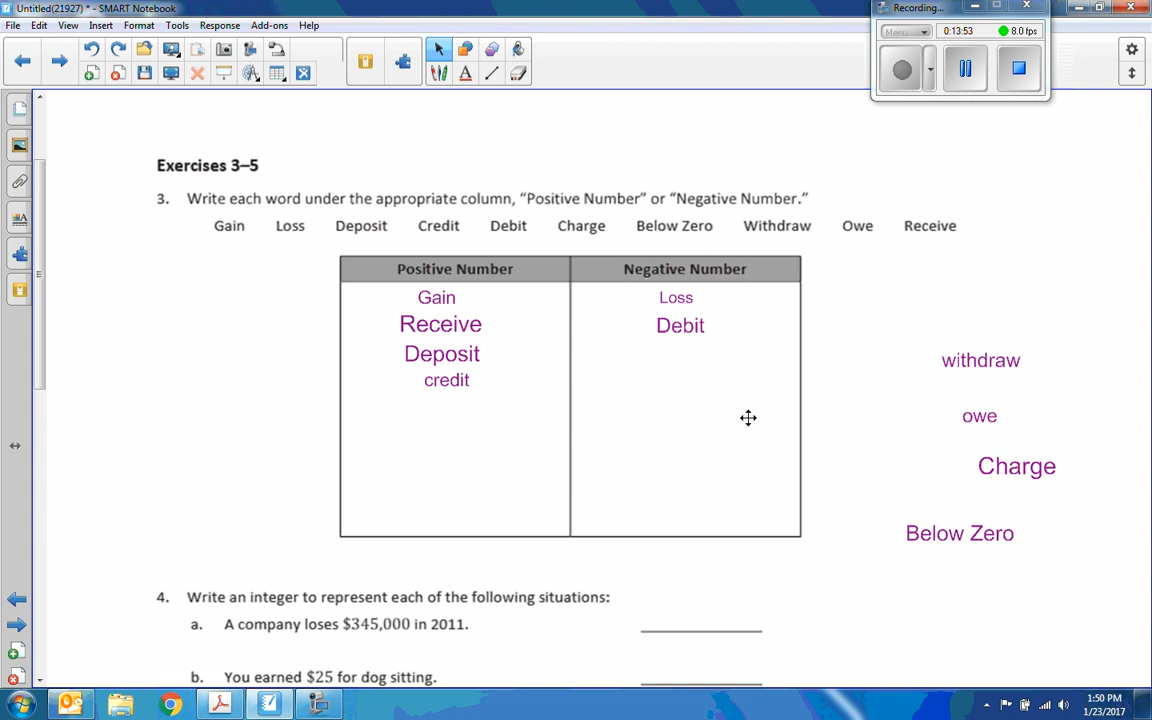 Untitled(21927) * - SMART Notebook
Recording...
File Edit View Insert Format Tools Response Add-ons Help
Menu 0:13:53 8.0 fps
Exercises 3–5
3. Write each word under the appropriate column, “Positive Number” or “Negative Number.”
Gain Loss Deposit Credit Debit Charge Below Zero Withdraw Owe Receive
Positive Number Negative Number
Gain Loss
Receive Debit
Deposit
withdraw
credit
owe
Charge
Below Zero
4. Write an integer to represent each of the following situations:
a. A company loses $345,000 in 2011.
b. You earned $25 for dog sitting.
1:50 PM
1/23/2017